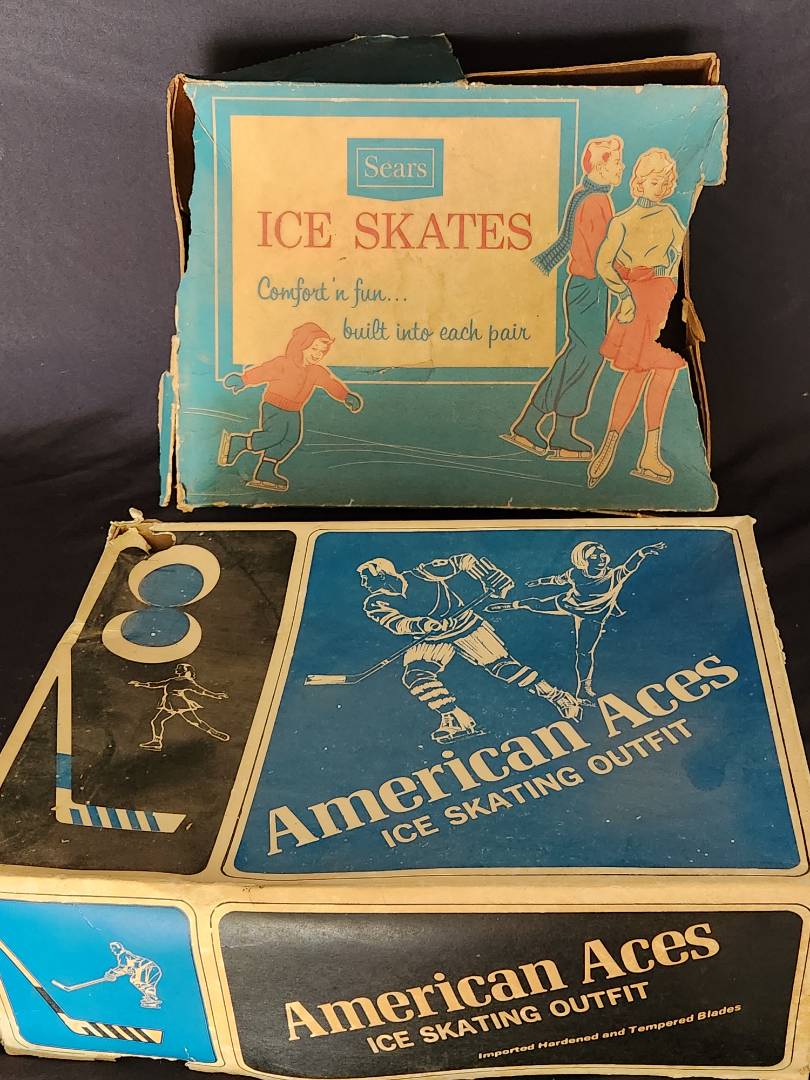 Sears
ICE SKATES
Comfort 'n fun...
built into each pair
American Aces
ICE SKATING OUTFIT
American Aces
ICE SKATING OUTFIT
Imported Hardened and Tempered Blades